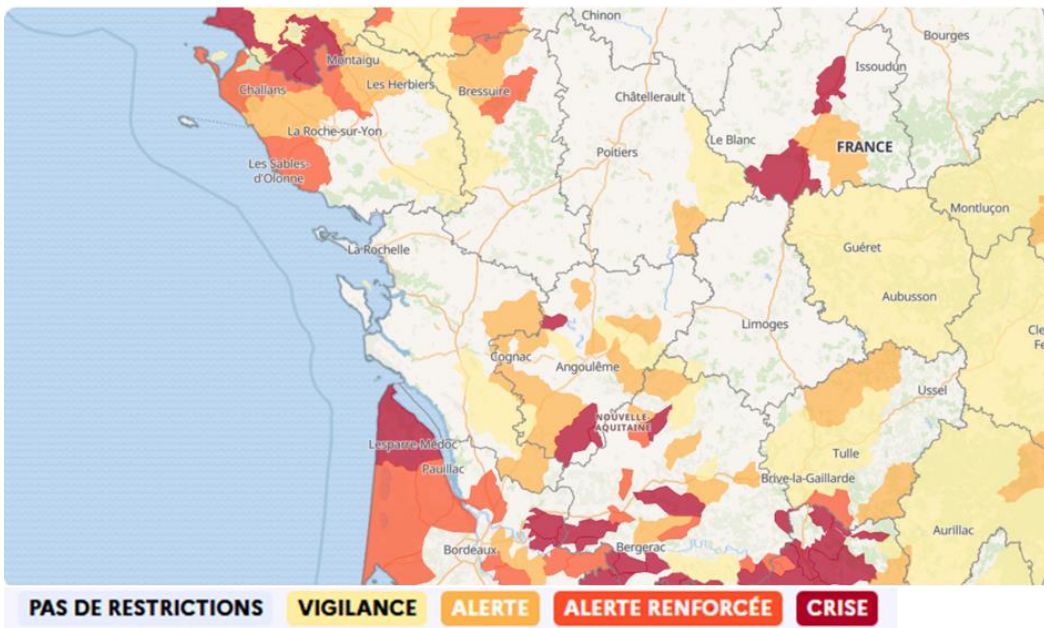 Chinon
Bourges
Issoudun
Montaigu
Challans
Les Herbiers
Bressuire
Châtellerault
La Roche-sur-Yon
Le Blanc
FRANCE
Poitiers
Les Sables-
d'Olonne
Montluçon
La Rochelle
Guéret
Aubusson
Limoges
Cle
Fe
Cognac
Angoulême
Ussel
NOUVELLE-
AQUITAINE
Lesparre-Médoc
Tulle
Pauillac
Brive-la-Gaillarde
Aurillac
Bordeaux
Bergerac
PAS DE RESTRICTIONS VIGILANCE ALERTE ALERTE RENFORCÉE CRISE